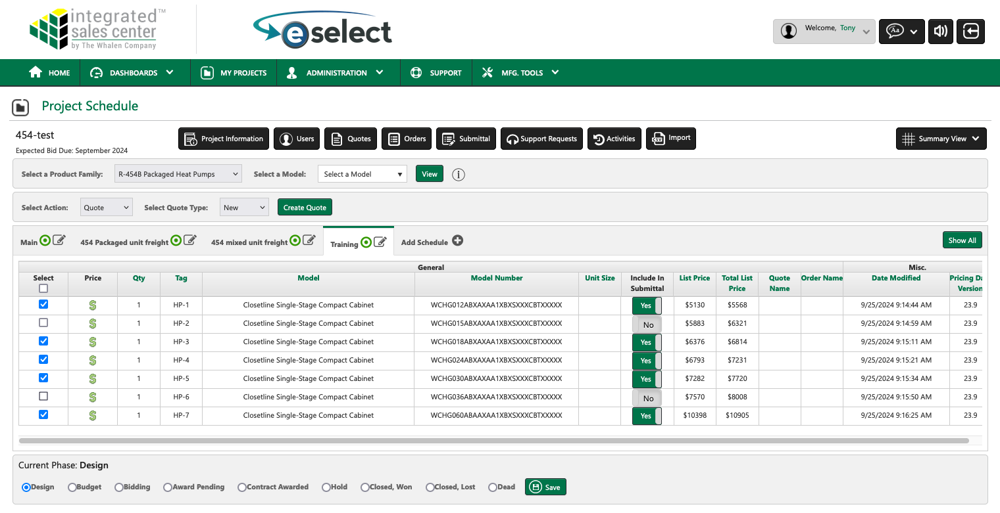 integrated™
sales center
by The Whalen Company
eselect
Welcome, Tony
Aa
HOME DASHBOARDS MY PROJECTS ADMINISTRATION SUPPORT MFG. TOOLS
Project Schedule
454-test
Expected Bid Due: September 2024
Project Information Users Quotes Orders Submittal Support Requests Activities CSV Import Summary View
Select a Product Family: R-454B Packaged Heat Pumps Select a Model: Select a Model View i
Select Action: Quote Select Quote Type: New Create Quote
Main 454 Packaged unit freight 454 mixed unit freight Training Add Schedule Show All
General Misc.
Select Price Qty Tag Model Model Number Unit Size Include In Submittal List Price Total List Price Quote Name Order Name Date Modified Pricing Da Version
$ 1 HP-1 Closetline Single-Stage Compact Cabinet WCHG012ABXAXAA1XBXSXXXCBTXXXXX Yes $5130 $5568 9/25/2024 9:14:44 AM 23.9
$ 1 HP-2 Closetline Single-Stage Compact Cabinet WCHG015ABXAXAA1XBXSXXXCBTXXXXX No $5883 $6321 9/25/2024 9:14:59 AM 23.9
$ 1 HP-3 Closetline Single-Stage Compact Cabinet WCHG018ABXAXAA1XBXSXXXCBTXXXXX Yes $6376 $6814 9/25/2024 9:15:11 AM 23.9
$ 1 HP-4 Closetline Single-Stage Compact Cabinet WCHG024ABXAXAA1XBXSXXXCBTXXXXX Yes $6793 $7231 9/25/2024 9:15:21 AM 23.9
$ 1 HP-5 Closetline Single-Stage Compact Cabinet WCHG030ABXAXAA1XBXSXXXCBTXXXXX Yes $7282 $7720 9/25/2024 9:15:34 AM 23.9
$ 1 HP-6 Closetline Single-Stage Compact Cabinet WCHG036ABXAXAA1XBXSXXXCBTXXXXX No $7570 $8008 9/25/2024 9:15:50 AM 23.9
$ 1 HP-7 Closetline Single-Stage Compact Cabinet WCHG060ABAAXAA1XBXSXXXCBTXXXXX Yes $10398 $10905 9/25/2024 9:16:25 AM 23.9
Current Phase: Design
Design Budget Bidding Award Pending Contract Awarded Hold Closed, Won Closed, Lost Dead Save